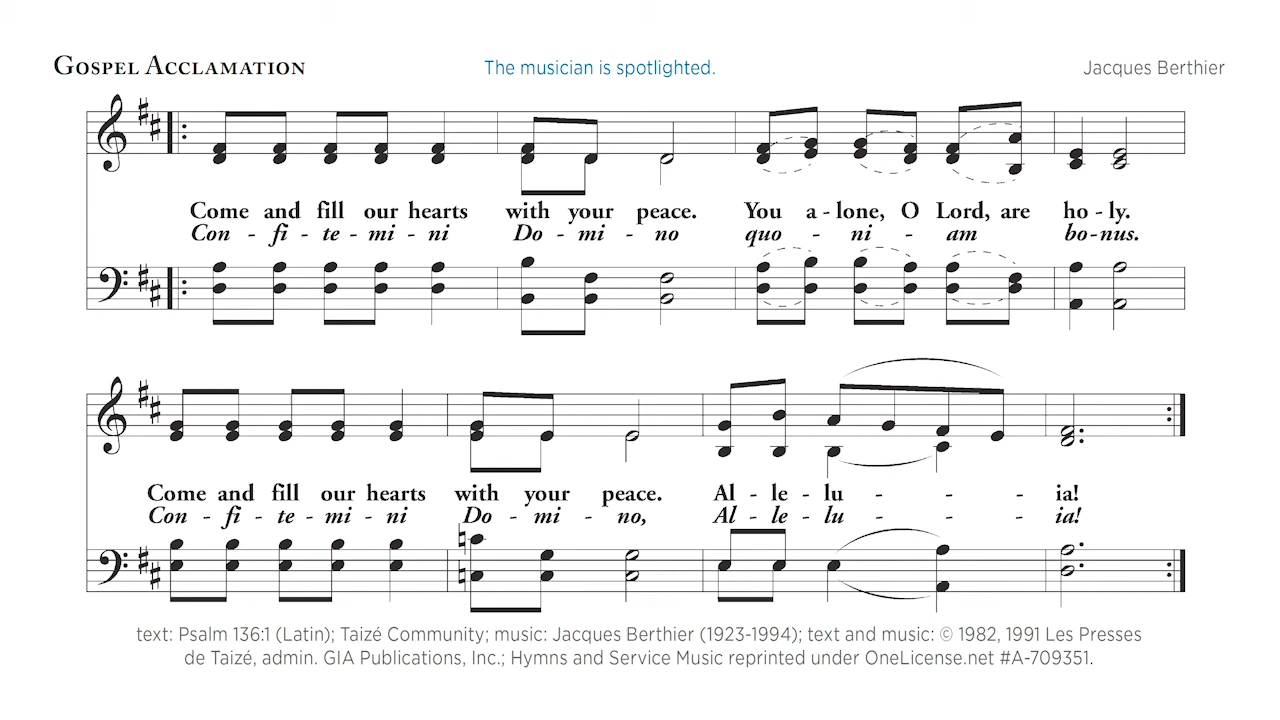 GOSPEL ACCLAMATION
The musician is spotlighted.
Jacques Berthier
Come and fill our hearts with your peace. You a - lone, O Lord, are ho - ly.
Con - fi - te - mi - ni Do - mi - no quo - ni - am bo - nus.
Come and fill our hearts with your peace. Al - le - lu - - - ia!
Con - fi - te - mi - ni Do - mi - no, Al - le - lu - - - ia!
text: Psalm 136:1 (Latin); Taizé Community; music: Jacques Berthier (1923-1994); text and music: © 1982, 1991 Les Presses
de Taizé, admin. GIA Publications, Inc.; Hymns and Service Music reprinted under OneLicense.net #A-709351.